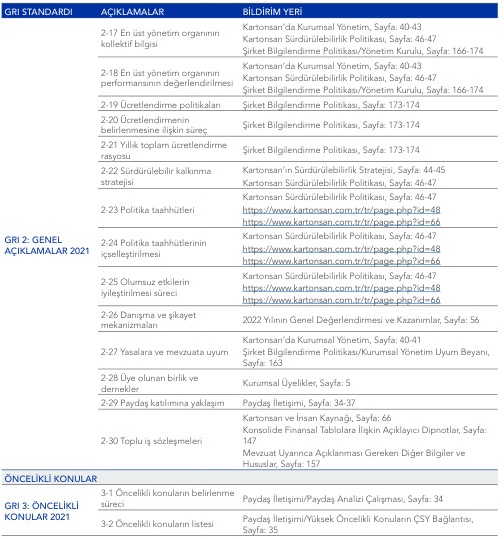 GRI STANDARDI AÇIKLAMALAR BİLDİRİM YERİ
2-17 En üst yönetim organının
kollektif bilgisi
Kartonsan'da Kurumsal Yönetim, Sayfa: 40-43
Kartonsan Sürdürülebilirlik Politikası, Sayfa: 46-47
Şirket Bilgilendirme Politikası/Yönetim Kurulu, Sayfa: 166-174
2-18 En üst yönetim organının
performansının değerlendirilmesi
Kartonsan'da Kurumsal Yönetim, Sayfa: 40-43
Kartonsan Sürdürülebilirlik Politikası, Sayfa: 46-47
Şirket Bilgilendirme Politikası/Yönetim Kurulu, Sayfa: 166-174
2-19 Ücretlendirme politikaları
Şirket Bilgilendirme Politikası, Sayfa: 173-174
2-20 Ücretlendirmenin
belirlenmesine ilişkin süreç
Şirket Bilgilendirme Politikası, Sayfa: 173-174
2-21 Yıllık toplam ücretlendirme
rasyosu
Şirket Bilgilendirme Politikası, Sayfa: 173-174
2-22 Sürdürülebilir kalkınma
stratejisi
Kartonsan'ın Sürdürülebilirlik Stratejisi, Sayfa: 44-45
Kartonsan Sürdürülebilirlik Politikası, Sayfa: 46-47
2-23 Politika taahhütleri
Kartonsan Sürdürülebilirlik Politikası, Sayfa: 46-47
https://www.kartonsan.com.tr/tr/page.php?id=48
https://www.kartonsan.com.tr/tr/page.php?id=66
GRI 2: GENEL
AÇIKLAMALAR 2021
2-24 Politika taahhütlerinin
içselleştirilmesi
Kartonsan Sürdürülebilirlik Politikası, Sayfa: 46-47
https://www.kartonsan.com.tr/tr/page.php?id=48
https://www.kartonsan.com.tr/tr/page.php?id=66
2-25 Olumsuz etkilerin
iyileştirilmesi süreci
Kartonsan Sürdürülebilirlik Politikası, Sayfa: 46-47
https://www.kartonsan.com.tr/tr/page.php?id=48
https://www.kartonsan.com.tr/tr/page.php?id=66
2-26 Danışma ve şikayet
mekanizmaları
2022 Yılının Genel Değerlendirmesi ve Kazanımlar, Sayfa: 56
2-27 Yasalara ve mevzuata uyum
Kartonsan'da Kurumsal Yönetim, Sayfa: 40-41
Şirket Bilgilendirme Politikası/Kurumsal Yönetim Uyum Beyanı,
Sayfa: 163
2-28 Üye olunan birlik ve
dernekler
Kurumsal Üyelikler, Sayfa: 5
2-29 Paydaş katılımına yaklaşım
Paydaş İletişimi, Sayfa: 34-37
2-30 Toplu iş sözleşmeleri
Kartonsan ve İnsan Kaynağı, Sayfa: 66
Konsolide Finansal Tablolara İlişkin Açıklayıcı Dipnotlar, Sayfa:
147
Mevzuat Uyarınca Açıklanması Gereken Diğer Bilgiler ve
Hususlar, Sayfa: 157
ÖNCELİKLİ KONULAR
GRI 3: ÖNCELİKLİ
KONULAR 2021
3-1 Öncelikli konuların belirlenme
süreci
Paydaş İletişimi/Paydaş Analizi Çalışması, Sayfa: 34
3-2 Öncelikli konuların listesi
Paydaş İletişimi/Yüksek Öncelikli Konuların ÇSY Bağlantısı,
Sayfa: 35